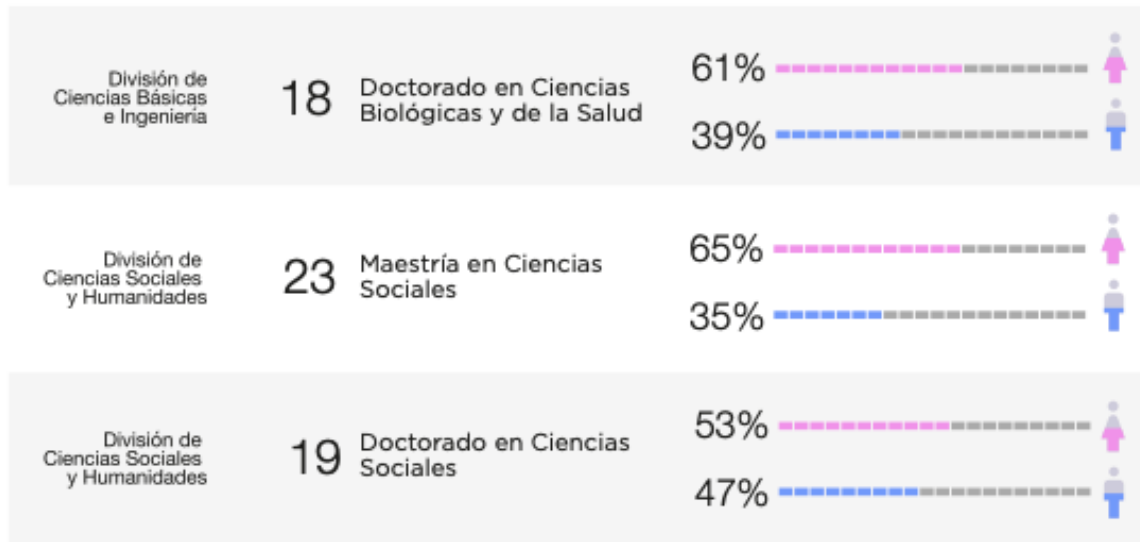 División de
Ciencias Básicas
e Ingeniería
18
Doctorado en Ciencias
Biológicas y de la Salud
61%
39%
División de
Ciencias Sociales
y Humanidades
23
Maestría en Ciencias
Sociales
65%
35%
División de
Ciencias Sociales
y Humanidades
19
Doctorado en Ciencias
Sociales
53%
47%